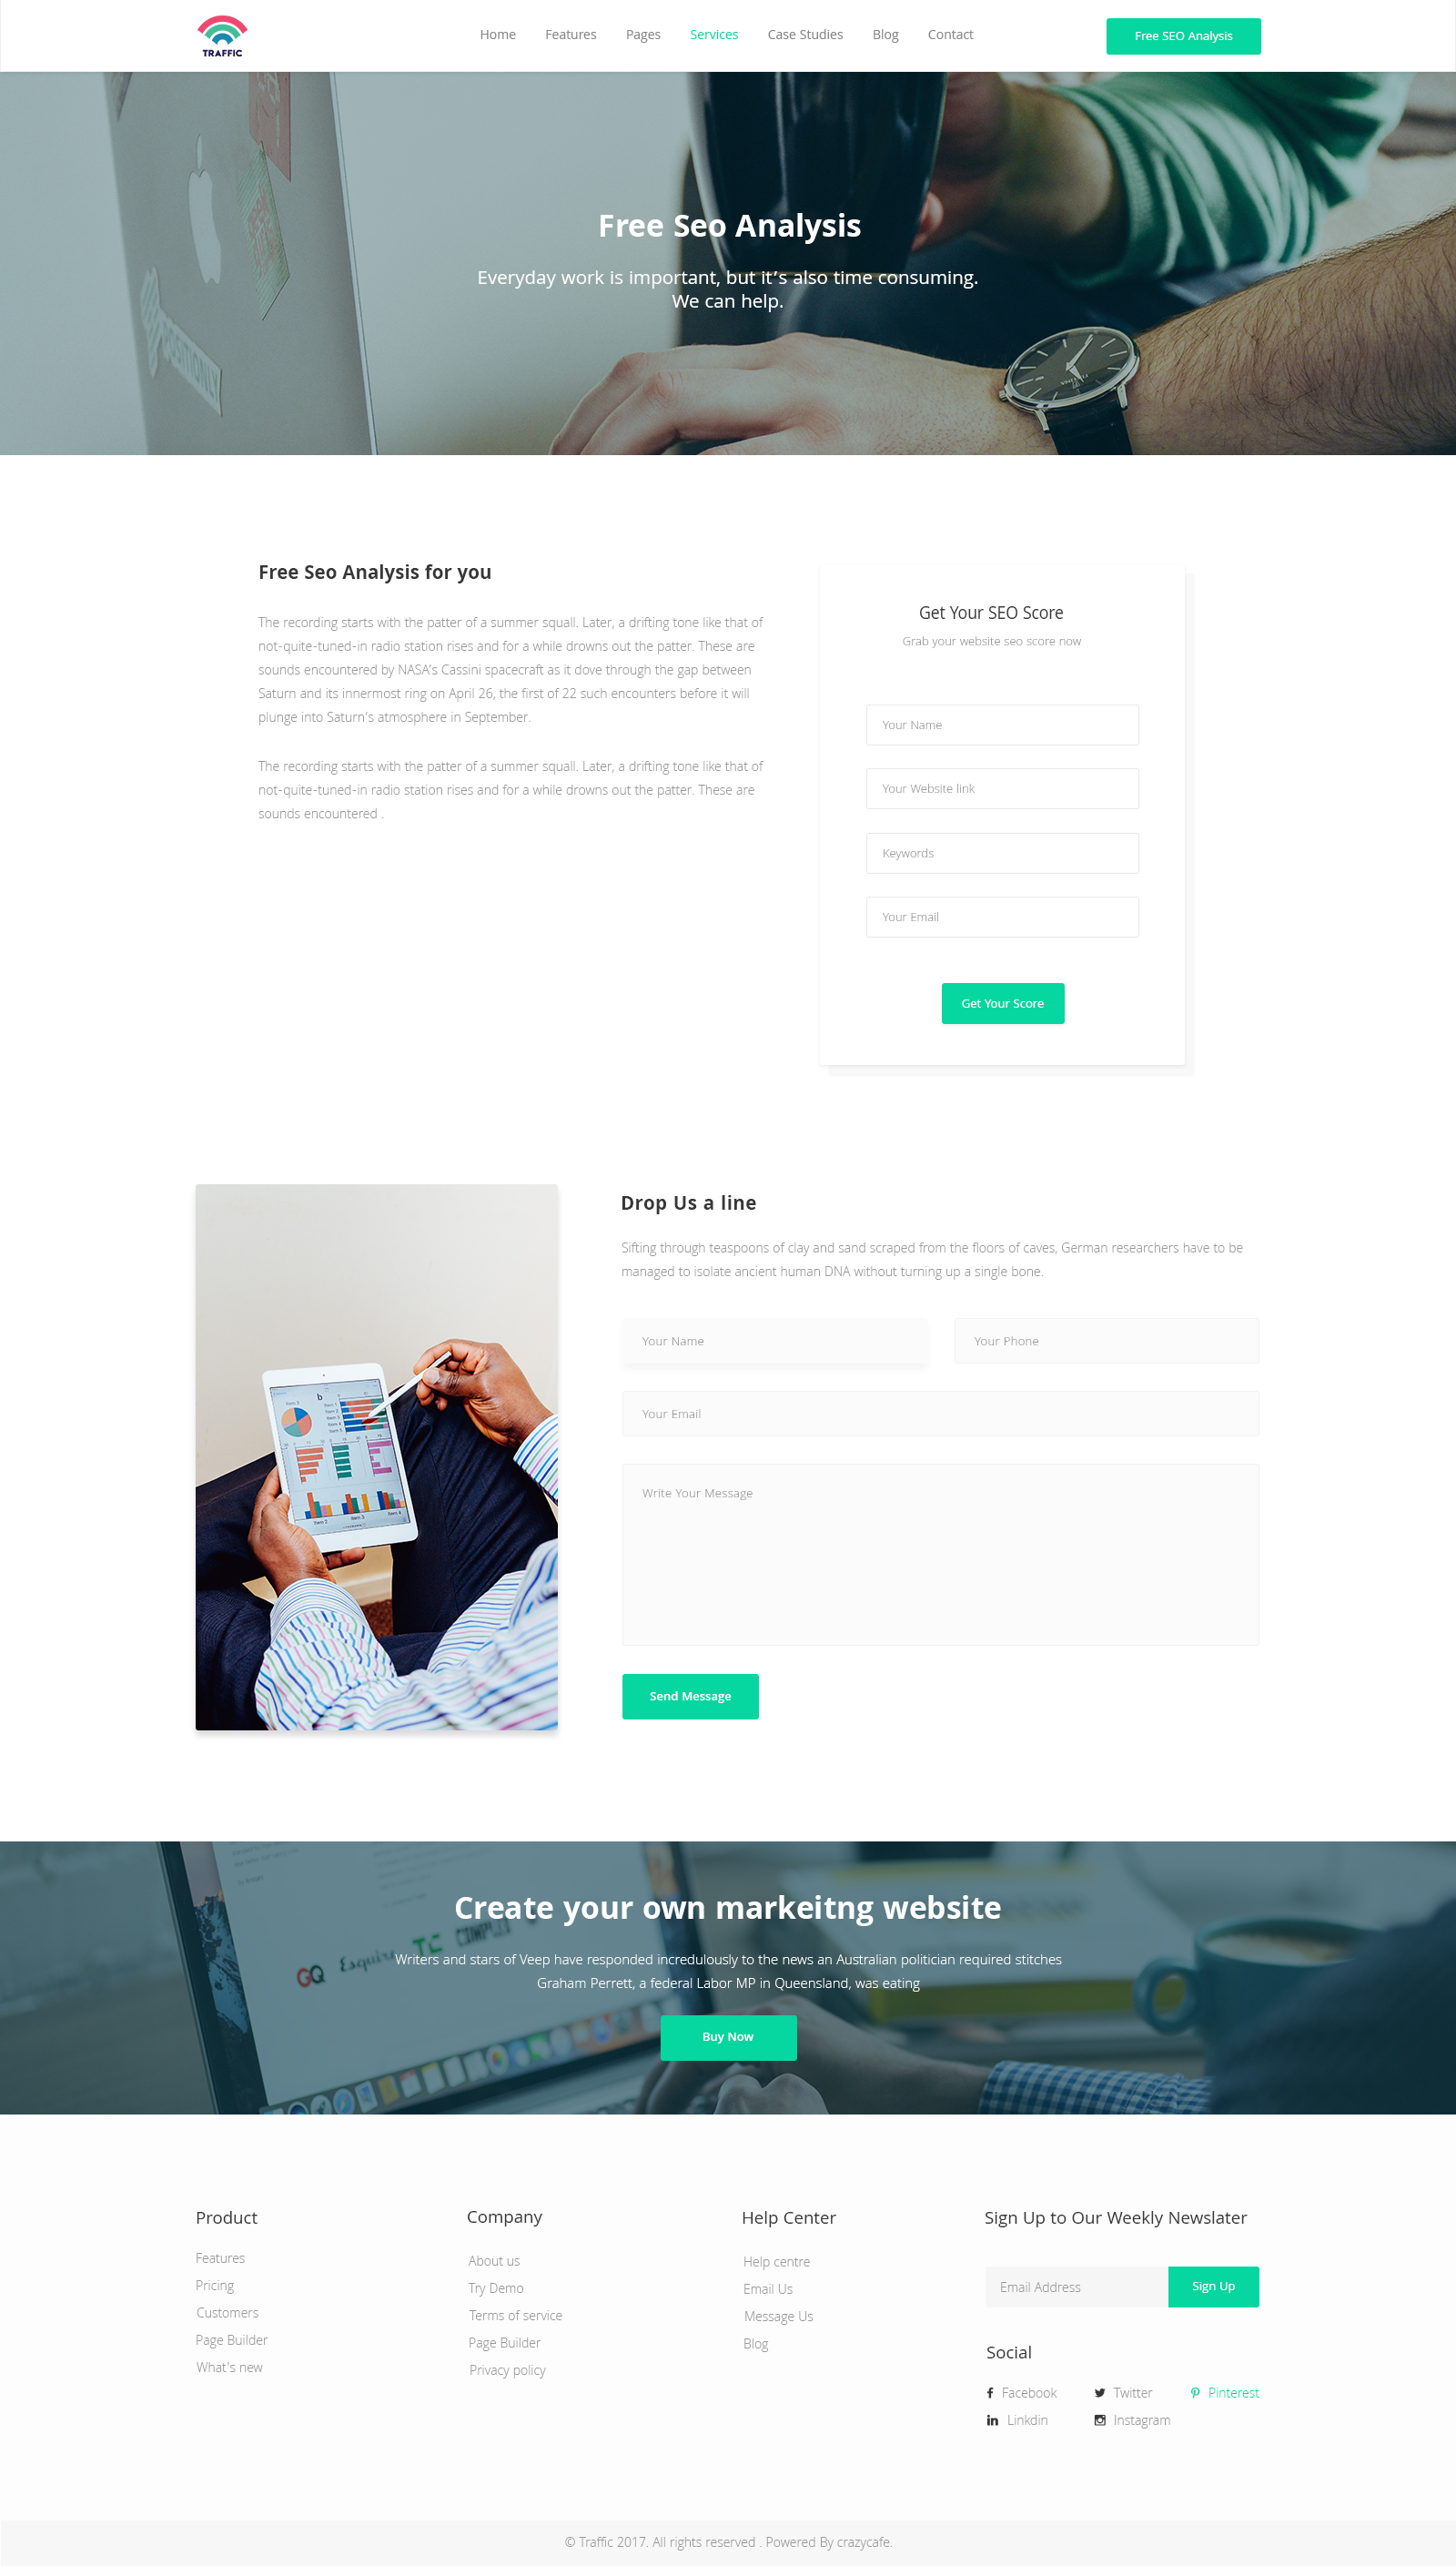 TRAFFIC
Home Features Pages Services Case Studies Blog Contact
Free SEO Analysis
Free Seo Analysis
Everyday work is important, but it’s also time consuming.
We can help.
Free Seo Analysis for you
The recording starts with the patter of a summer squall. Later, a drifting tone like that of
not-quite-tuned-in radio station rises and for a while drowns out the patter. These are
sounds encountered by NASA’s Cassini spacecraft as it dove through the gap between
Saturn and its innermost ring on April 26, the first of 22 such encounters before it will
plunge into Saturn’s atmosphere in September.
The recording starts with the patter of a summer squall. Later, a drifting tone like that of
not-quite-tuned-in radio station rises and for a while drowns out the patter. These are
sounds encountered .
Get Your SEO Score
Grab your website seo score now
Your Name
Your Website link
Keywords
Your Email
Get Your Score
Drop Us a line
Sifting through teaspoons of clay and sand scraped from the floors of caves, German researchers have to be
managed to isolate ancient human DNA without turning up a single bone.
Your Name
Your Phone
Your Email
Write Your Message
Send Message
Item 2
Item 3
Create your own markeitng website
GQ Esquire TC
Writers and stars of Veep have responded incredulously to the news an Australian politician required stitches
Graham Perrett, a federal Labor MP in Queensland, was eating
Buy Now
Product
Features
Pricing
Customers
Page Builder
What’s new
Company
About us
Try Demo
Terms of service
Page Builder
Privacy policy
Help Center
Help centre
Email Us
Message Us
Blog
Sign Up to Our Weekly Newslater
Email Address
Sign Up
Social
Facebook Twitter Pinterest
Linkdin Instagram
© Traffic 2017. All rights reserved . Powered By crazycafe.